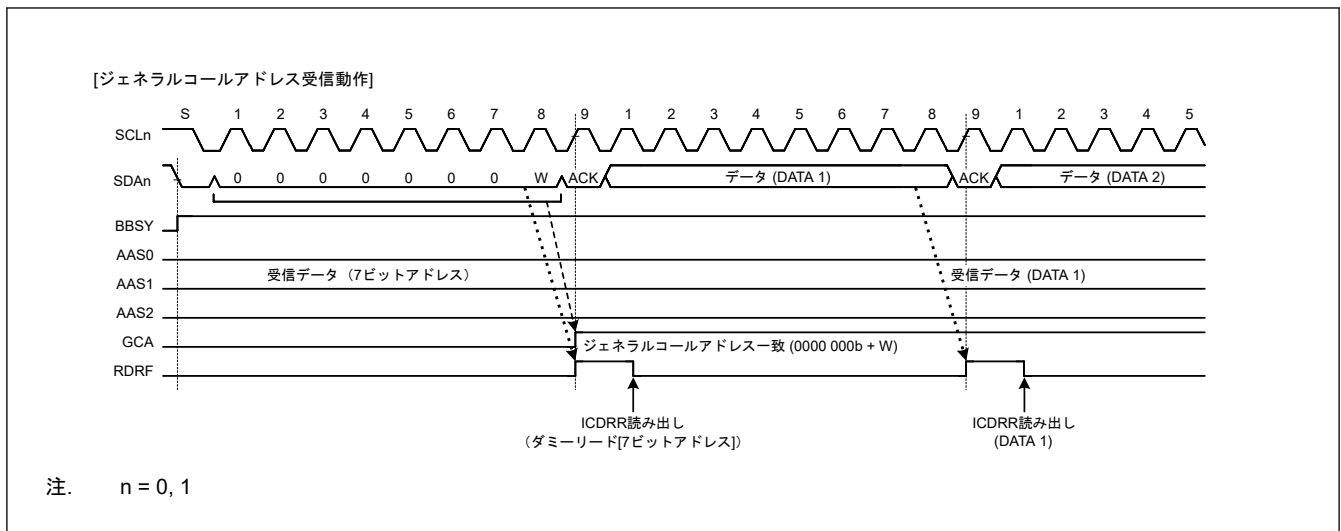 [ジェネラルコールアドレス受信動作]
S 1 2 3 4 5 6 7 8 9 1 2 3 4 5 6 7 8 9 1 2 3 4 5
SCLn
SDAn 0 0 0 0 0 0 0 W ACK データ (DATA 1) ACK データ (DATA 2)
BBSY
AAS0
受信データ（7ビットアドレス） 受信データ (DATA 1)
AAS1
AAS2
GCA
ジェネラルコールアドレス一致 (0000 000b + W)
RDRF
ICDRR読み出し ICDRR読み出し
（ダミーリード[7ビットアドレス]） (DATA 1)
注. n = 0, 1